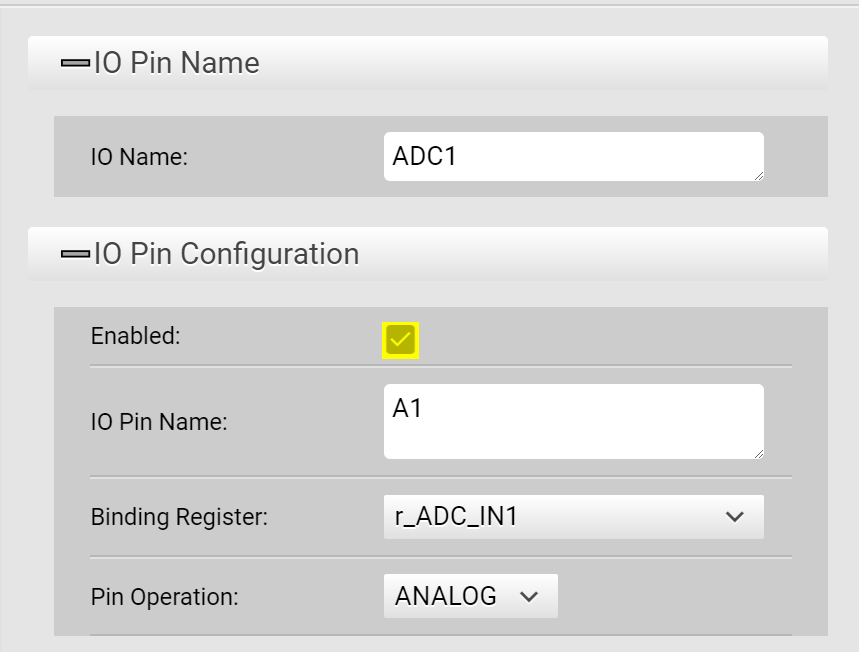 IO Pin Name
IO Name: ADC1
IO Pin Configuration
Enabled:
IO Pin Name: A1
Binding Register: r_ADC_IN1
Pin Operation: ANALOG